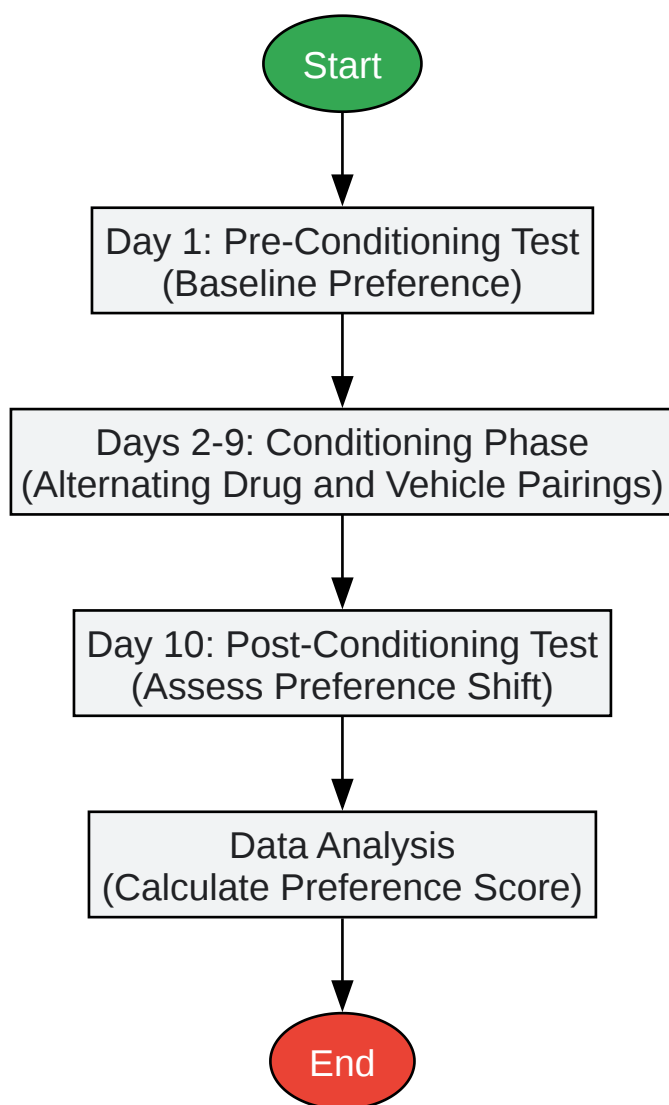 Start
Day 1: Pre-Conditioning Test
(Baseline Preference)
Days 2-9: Conditioning Phase
(Alternating Drug and Vehicle Pairings)
Day 10: Post-Conditioning Test
(Assess Preference Shift)
Data Analysis
(Calculate Preference Score)
End